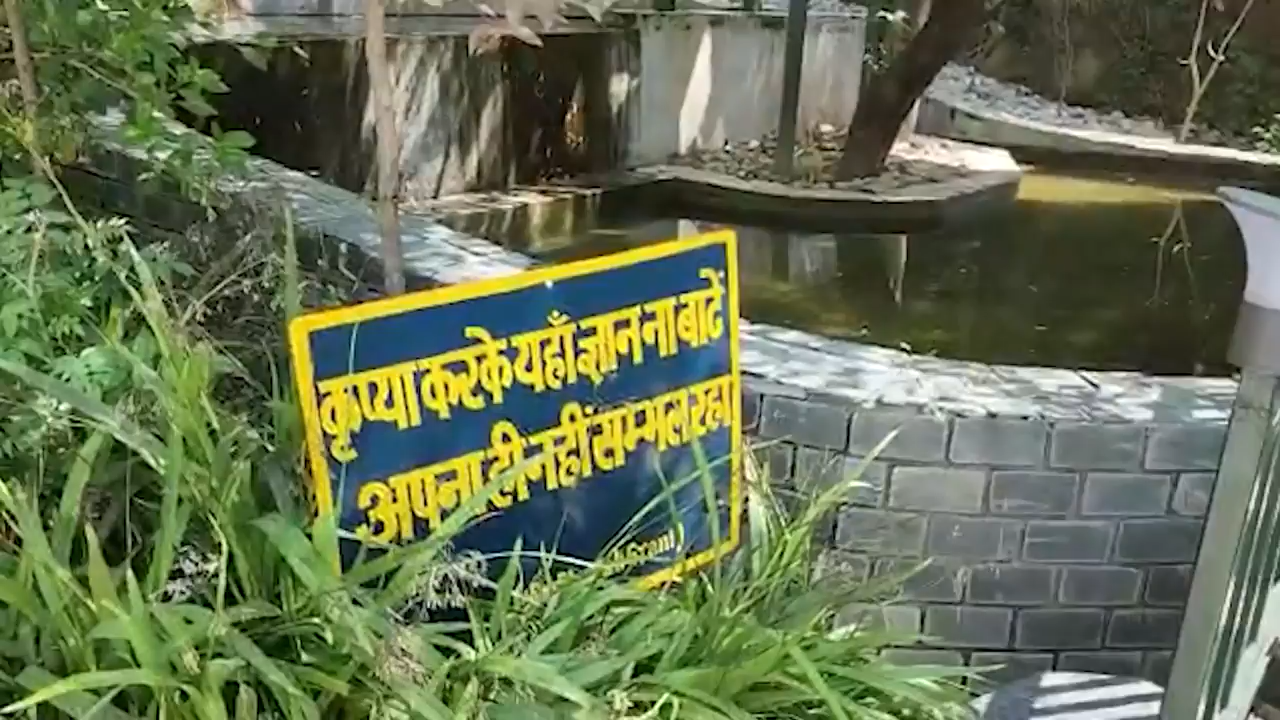 कृप्या करके यहाँ ज्ञान ना बाटें
अपना ही नहीं सम्भल रहा